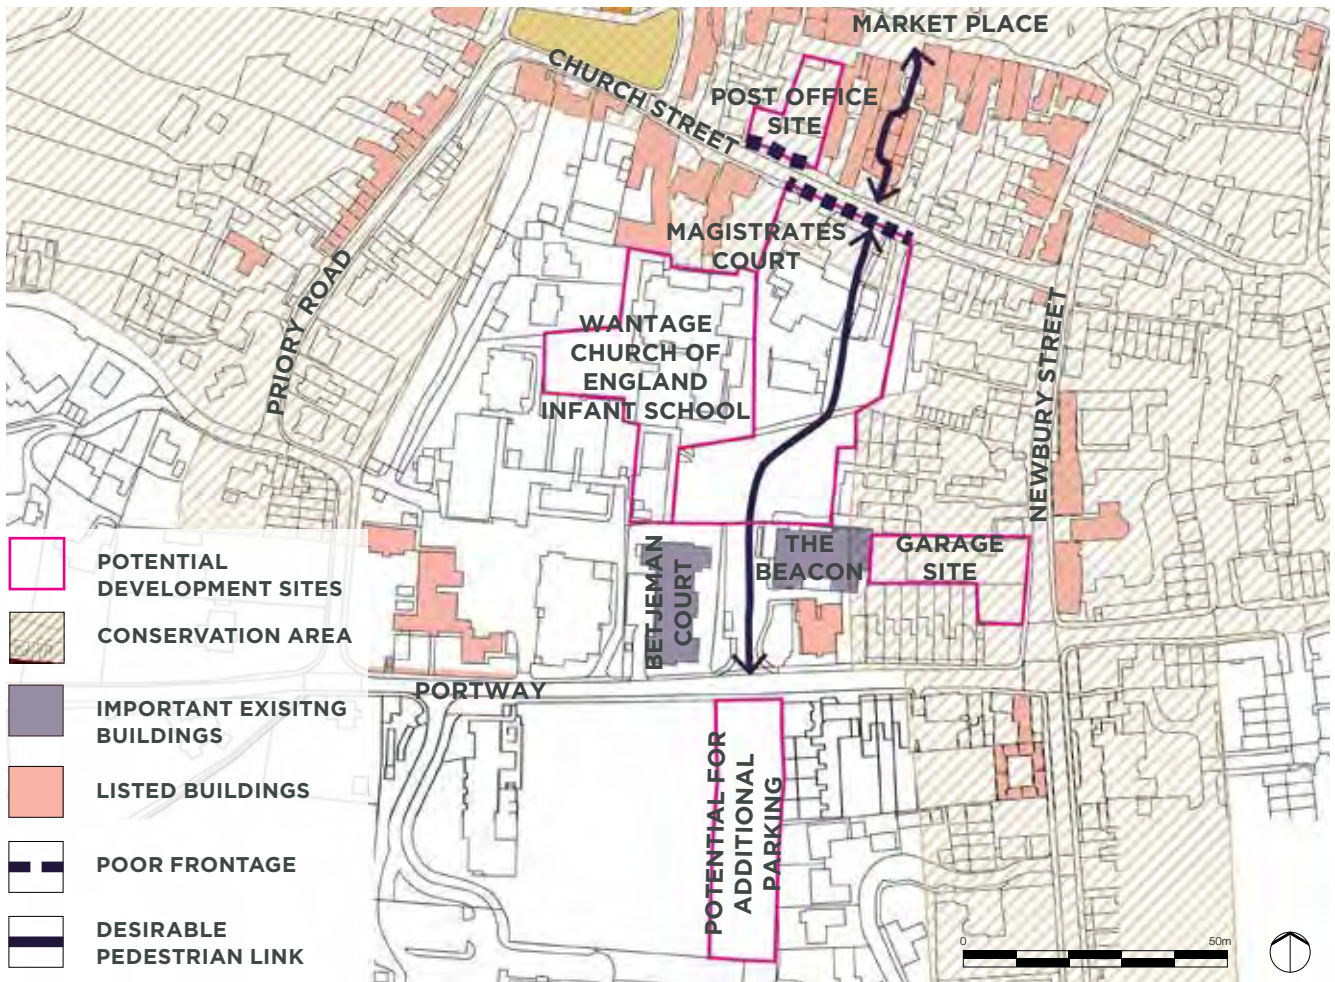 MARKET PLACE
CHURCH STREET
POST OFFICE
SITE
MAGISTRATES
COURT
PRIORY ROAD
WANTAGE
CHURCH OF
ENGLAND
INFANT SCHOOL
NEWBURY STREET
BETJEMAN
COURT
THE
BEACON
GARAGE
SITE
PORTWAY
POTENTIAL FOR
ADDITIONAL
PARKING
POTENTIAL
DEVELOPMENT SITES
CONSERVATION AREA
IMPORTANT EXISITNG
BUILDINGS
LISTED BUILDINGS
POOR FRONTAGE
DESIRABLE
PEDESTRIAN LINK
0 50m